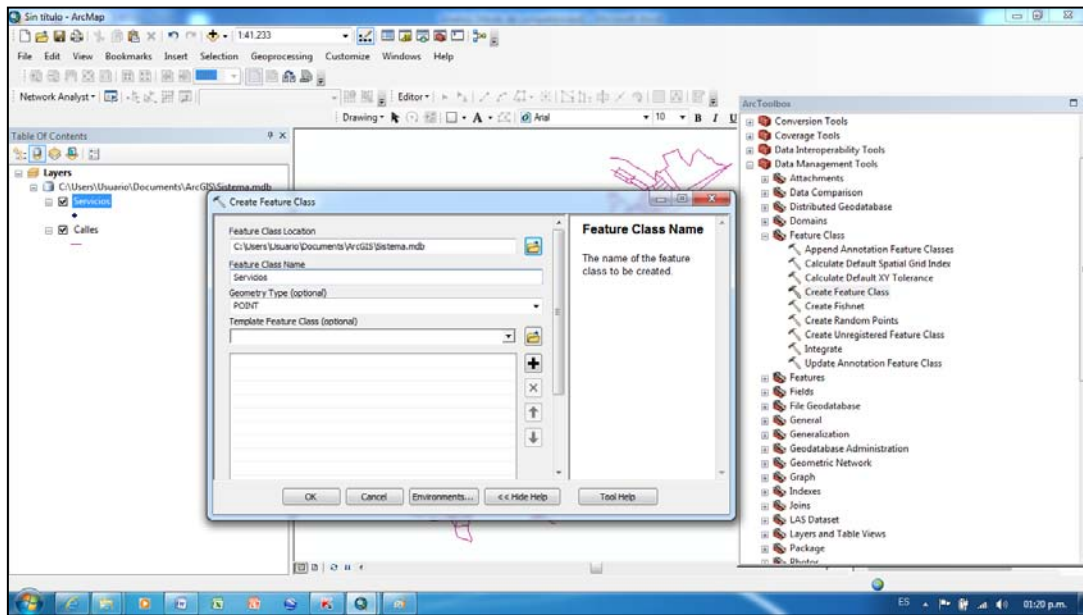 Sin título - ArcMap
1:41.233
File Edit View Bookmarks Insert Selection Geoprocessing Customize Windows Help
Network Analyst Editor
Drawing A Arial 10 B I U
Table Of Contents
Layers
C:\Users\Usuario\Documents\ArcGIS\Sistema.mdb
Servicios
Calles
Create Feature Class
Feature Class Location
C:\Users\Usuario\Documents\ArcGIS\Sistema.mdb
Feature Class Name
Servicios
Geometry Type (optional)
POINT
Template Feature Class (optional)
OK Cancel Environments... << Hide Help Tool Help
Feature Class Name
The name of the feature
class to be created.
ArcToolbox
Conversion Tools
Coverage Tools
Data Interoperability Tools
Data Management Tools
Attachments
Data Comparison
Distributed Geodatabase
Domains
Feature Class
Append Annotation Feature Classes
Calculate Default Spatial Grid Index
Calculate Default XY Tolerance
Create Feature Class
Create Fishnet
Create Random Points
Create Unregistered Feature Class
Integrate
Update Annotation Feature Class
Features
Fields
File Geodatabase
General
Generalization
Geodatabase Administration
Geometric Network
Graph
Indexes
Joins
LAS Dataset
Layers and Table Views
Package
Photos
ES 01:20 p.m.